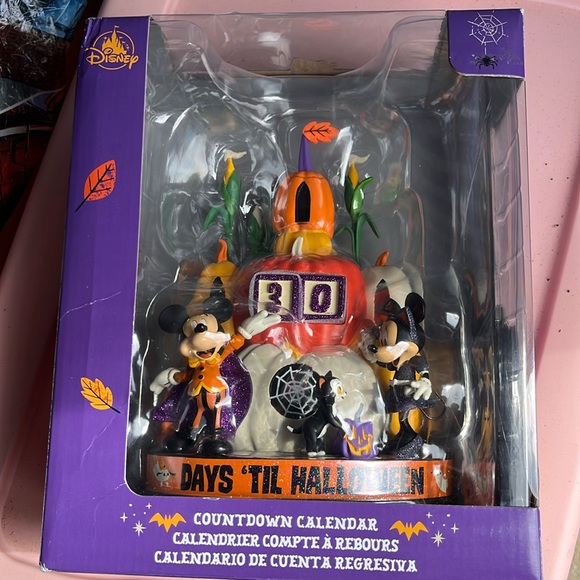 Disney
30
DAYS 'TIL HALLOWEEN
COUNTDOWN CALENDAR
CALENDRIER COMPTE À REBOURS
CALENDARIO DE CUENTA REGRESIVA